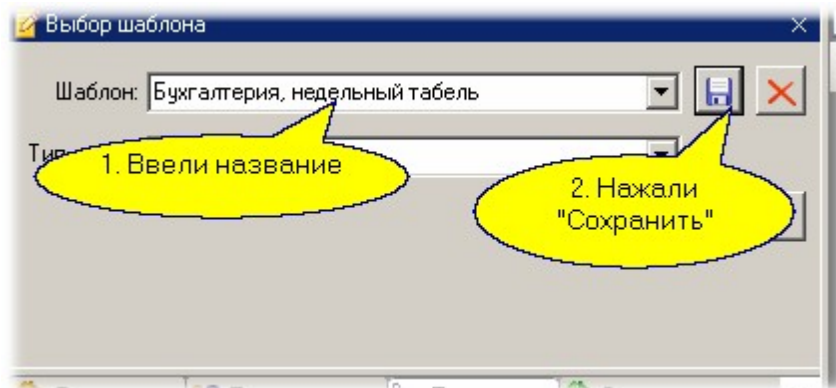 Выбор шаблона
Шаблон: Бухгалтерия, недельный табель
1. Ввели название
2. Нажали
"Сохранить"